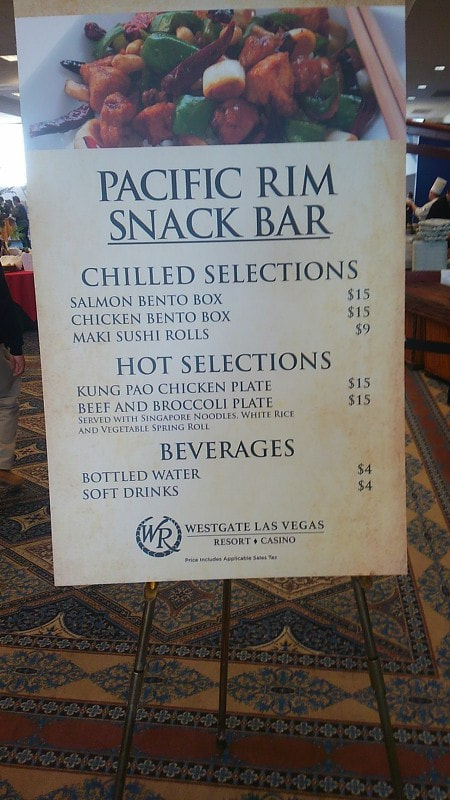 PACIFIC RIM
SNACK BAR
CHILLED SELECTIONS
SALMON BENTO BOX $15
CHICKEN BENTO BOX $15
MAKI SUSHI ROLLS $9
HOT SELECTIONS
KUNG PAO CHICKEN PLATE $15
BEEF AND BROCCOLI PLATE $15
SERVED WITH SINGAPORE NOODLES, WHITE RICE
AND VEGETABLE SPRING ROLL
BEVERAGES
BOTTLED WATER $4
SOFT DRINKS $4
WR WESTGATE LAS VEGAS
RESORT ♦ CASINO
Price Includes Applicable Sales Tax